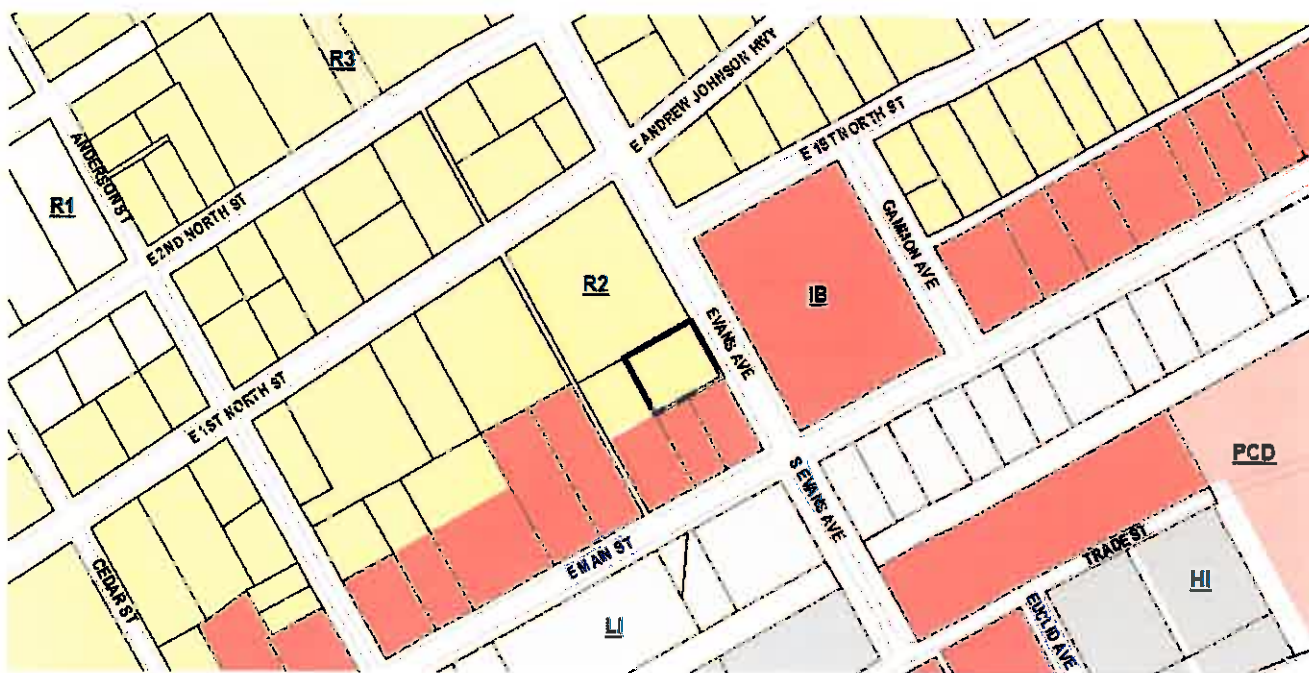 R3
E ANDREW JOHNSON HWY
E 1ST NORTH ST
ANDERSON ST
R1
E 2ND NORTH ST
GAMMON AVE
R2
IB
EVANS AVE
E 1ST NORTH ST
PCD
S EVANS AVE
E MAIN ST
TRADE ST
CEDAR ST
HI
LI
EUCLID AVE